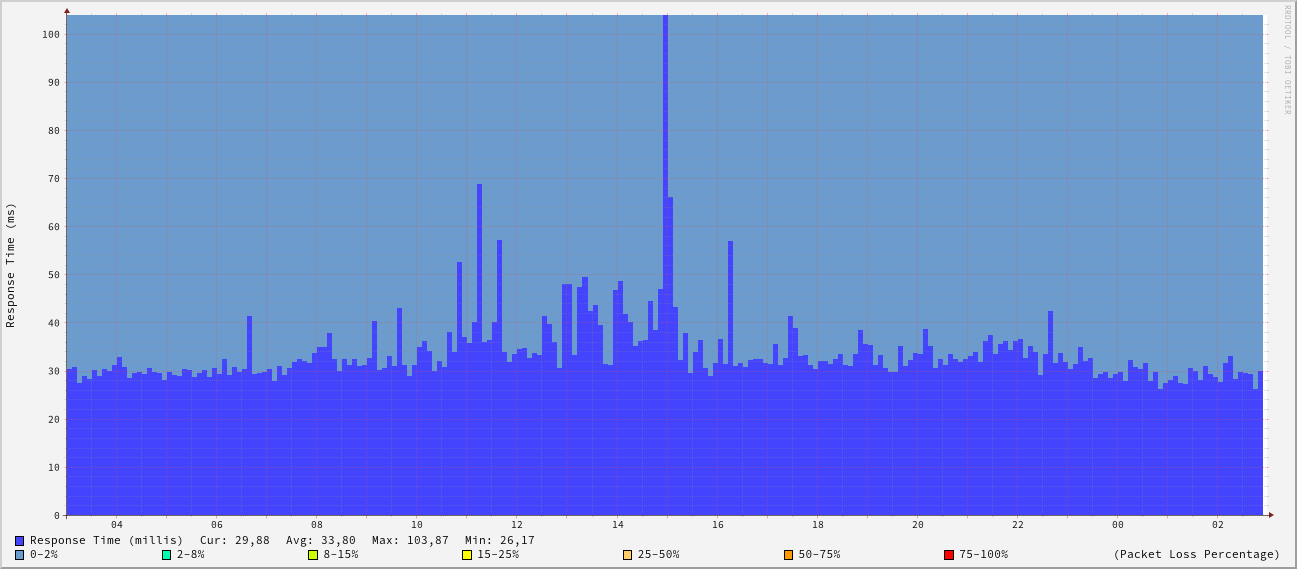 RRDTOOL / TOBI OETIKER
Response Time (ms)
100
90
80
70
60
50
40
30
20
10
0
04 06 08 10 12 14 16 18 20 22 00 02
Response Time (millis) Cur: 29,88 Avg: 33,80 Max: 103,87 Min: 26,17
0-2% 2-8% 8-15% 15-25% 25-50% 50-75% 75-100% (Packet Loss Percentage)